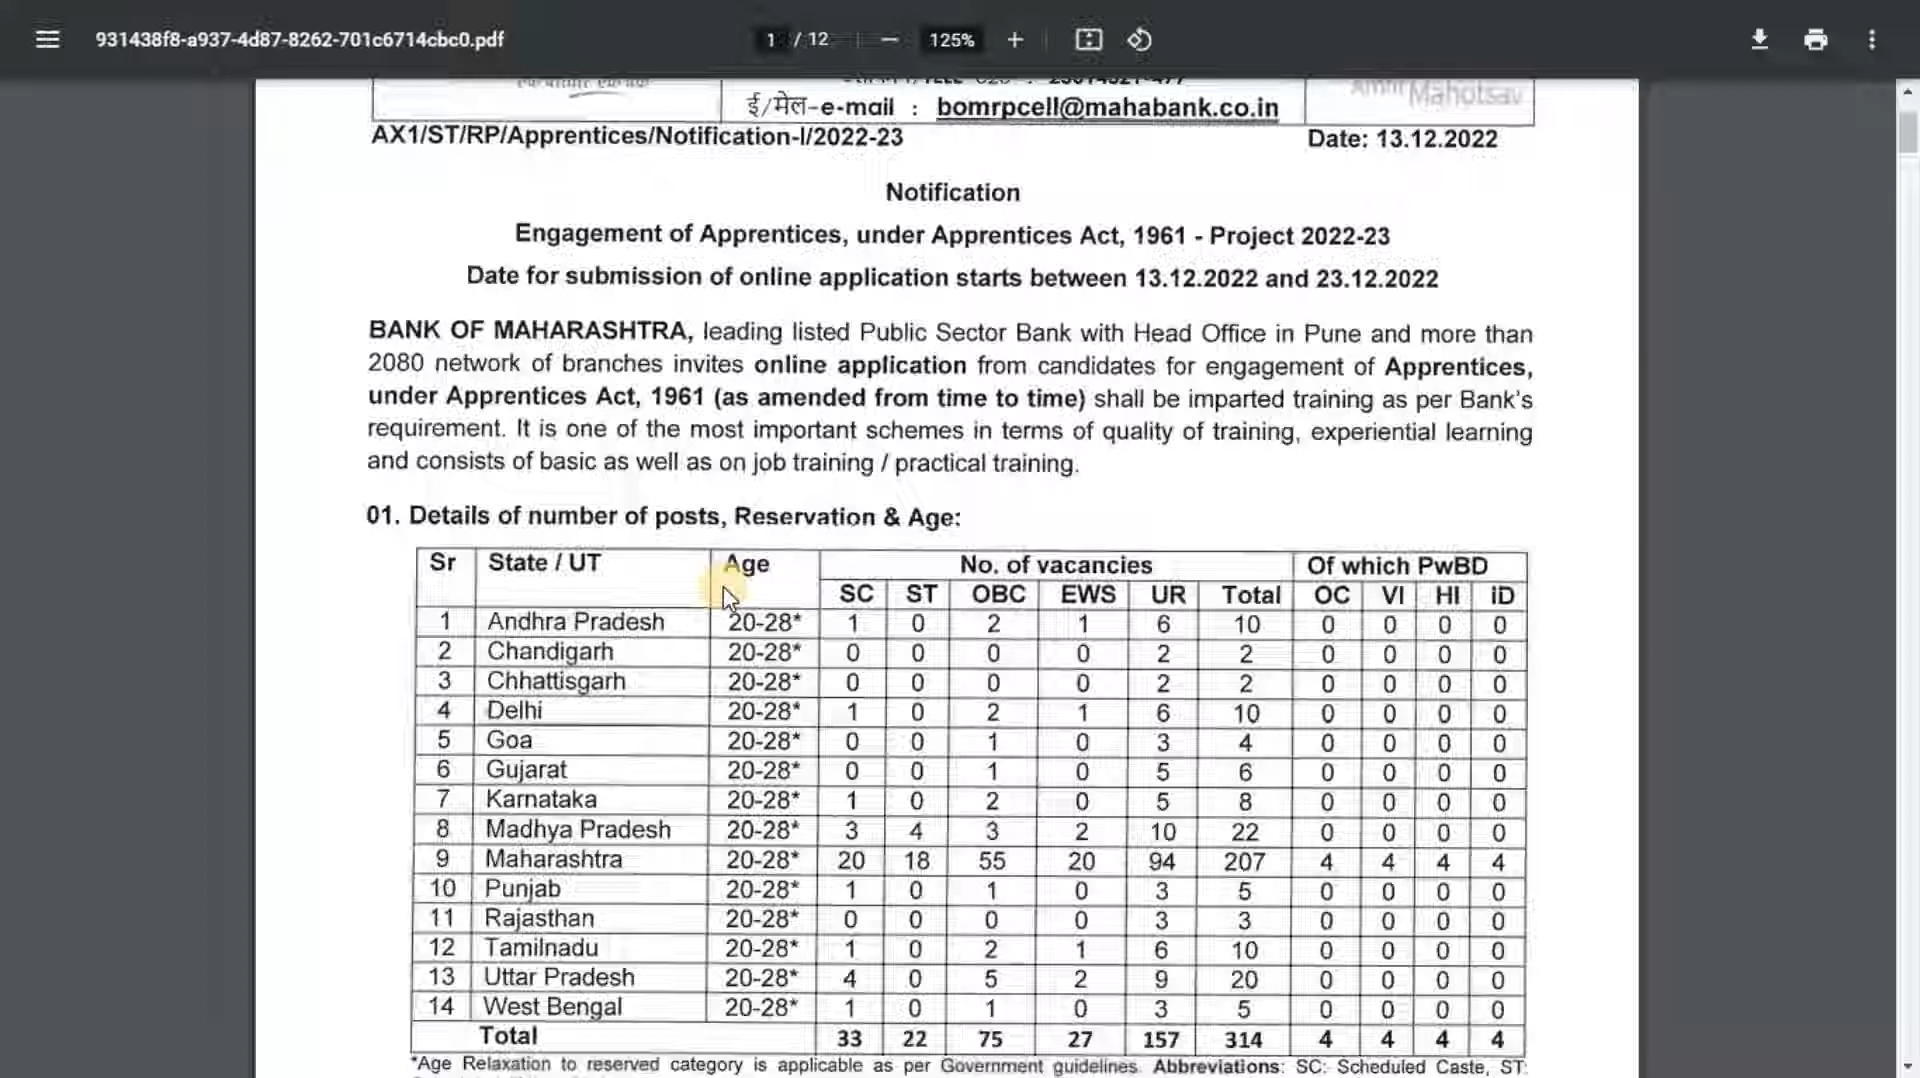 931438f8-a937-4d87-8262-701c6714cbc0.pdf 1 / 12 125%
Mahotsav
ई/मेल-e-mail : bomrpcell@mahabank.co.in
AX1/ST/RP/Apprentices/Notification-I/2022-23 Date: 13.12.2022
Notification
Engagement of Apprentices, under Apprentices Act, 1961 - Project 2022-23
Date for submission of online application starts between 13.12.2022 and 23.12.2022
BANK OF MAHARASHTRA, leading listed Public Sector Bank with Head Office in Pune and more than
2080 network of branches invites online application from candidates for engagement of Apprentices,
under Apprentices Act, 1961 (as amended from time to time) shall be imparted training as per Bank's
requirement. It is one of the most important schemes in terms of quality of training, experiential learning
and consists of basic as well as on job training / practical training.
01. Details of number of posts, Reservation & Age:
Sr State / UT Age No. of vacancies Of which PwBD
SC ST OBC EWS UR Total OC VI HI ID
1 Andhra Pradesh 20-28* 1 0 2 1 6 10 0 0 0 0
2 Chandigarh 20-28* 0 0 0 0 2 2 0 0 0 0
3 Chhattisgarh 20-28* 0 0 0 0 2 2 0 0 0 0
4 Delhi 20-28* 1 0 2 1 6 10 0 0 0 0
5 Goa 20-28* 0 0 1 0 3 4 0 0 0 0
6 Gujarat 20-28* 0 0 1 0 5 6 0 0 0 0
7 Karnataka 20-28* 1 0 2 0 5 8 0 0 0 0
8 Madhya Pradesh 20-28* 3 4 3 2 10 22 0 0 0 0
9 Maharashtra 20-28* 20 18 55 20 94 207 4 4 4 4
10 Punjab 20-28* 1 0 1 0 3 5 0 0 0 0
11 Rajasthan 20-28* 0 0 0 0 3 3 0 0 0 0
12 Tamilnadu 20-28* 1 0 2 1 6 10 0 0 0 0
13 Uttar Pradesh 20-28* 4 0 5 2 9 20 0 0 0 0
14 West Bengal 20-28* 1 0 1 0 3 5 0 0 0 0
Total 33 22 75 27 157 314 4 4 4 4
*Age Relaxation to reserved category is applicable as per Government guidelines. Abbreviations: SC:- Scheduled Caste, ST: